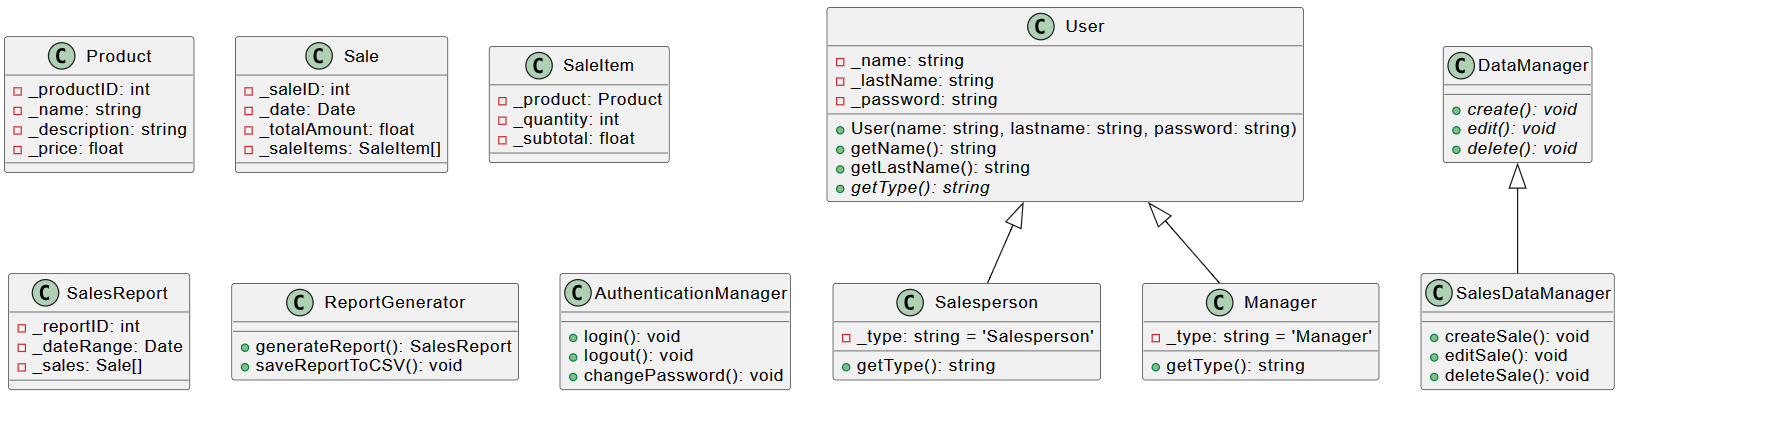 C Product
_productID: int
_name: string
_description: string
_price: float
C Sale
_saleID: int
_date: Date
_totalAmount: float
_saleItems: SaleItem[]
C SaleItem
_product: Product
_quantity: int
_subtotal: float
C User
_name: string
_lastName: string
_password: string
User(name: string, lastname: string, password: string)
getName(): string
getLastName(): string
getType(): string
C DataManager
create(): void
edit(): void
delete(): void
C SalesReport
_reportID: int
_dateRange: Date
_sales: Sale[]
C ReportGenerator
generateReport(): SalesReport
saveReportToCSV(): void
C AuthenticationManager
login(): void
logout(): void
changePassword(): void
C Salesperson
_type: string = 'Salesperson'
getType(): string
C Manager
_type: string = 'Manager'
getType(): string
C SalesDataManager
createSale(): void
editSale(): void
deleteSale(): void